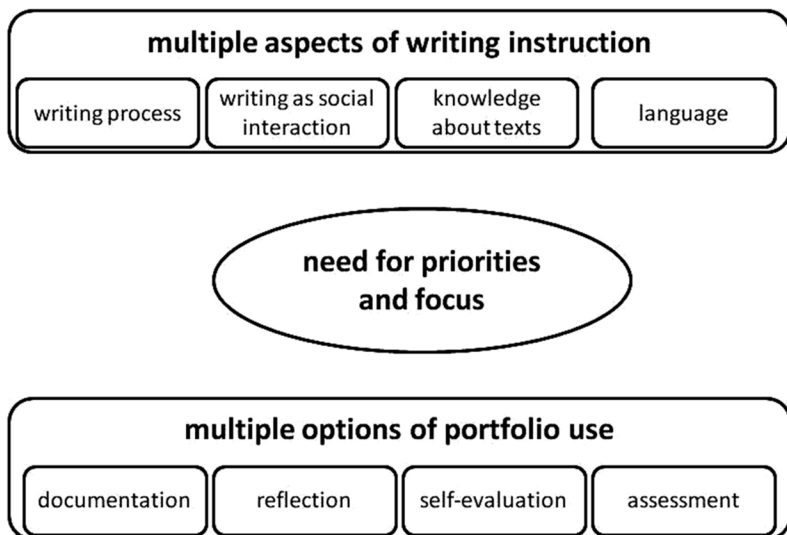 multiple aspects of writing instruction
writing process
writing as social
interaction
knowledge
about texts
language
need for priorities
and focus
multiple options of portfolio use
documentation
reflection
self-evaluation
assessment